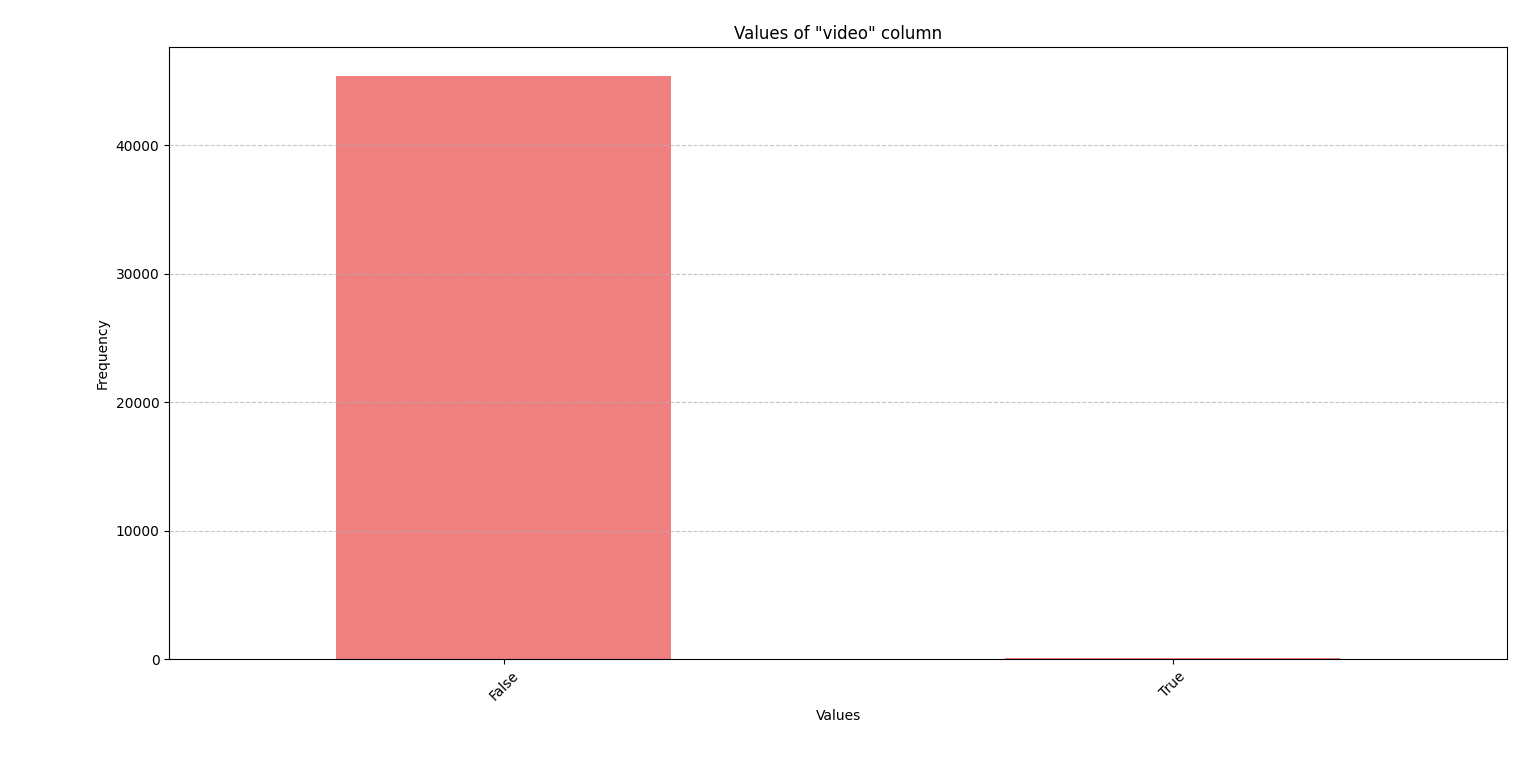 Values of "video" column
Frequency
40000
30000
20000
10000
0
False
True
Values